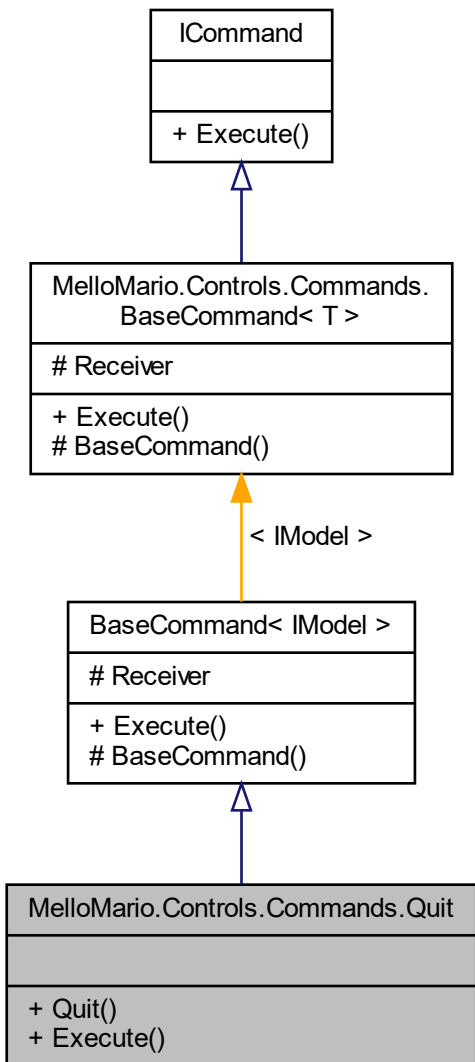 ICommand
+ Execute()
MelloMario.Controls.Commands.
BaseCommand< T >
# Receiver
+ Execute()
# BaseCommand()
< IModel >
BaseCommand< IModel >
# Receiver
+ Execute()
# BaseCommand()
MelloMario.Controls.Commands.Quit
+ Quit()
+ Execute()